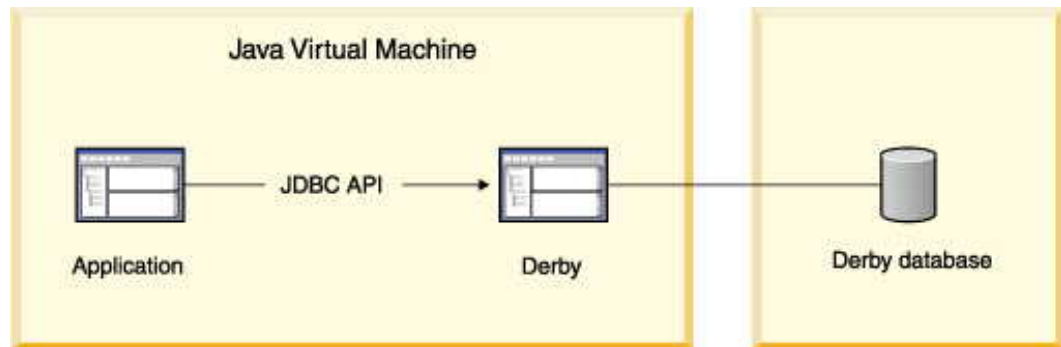 Java Virtual Machine
JDBC API
Application
Derby
Derby database